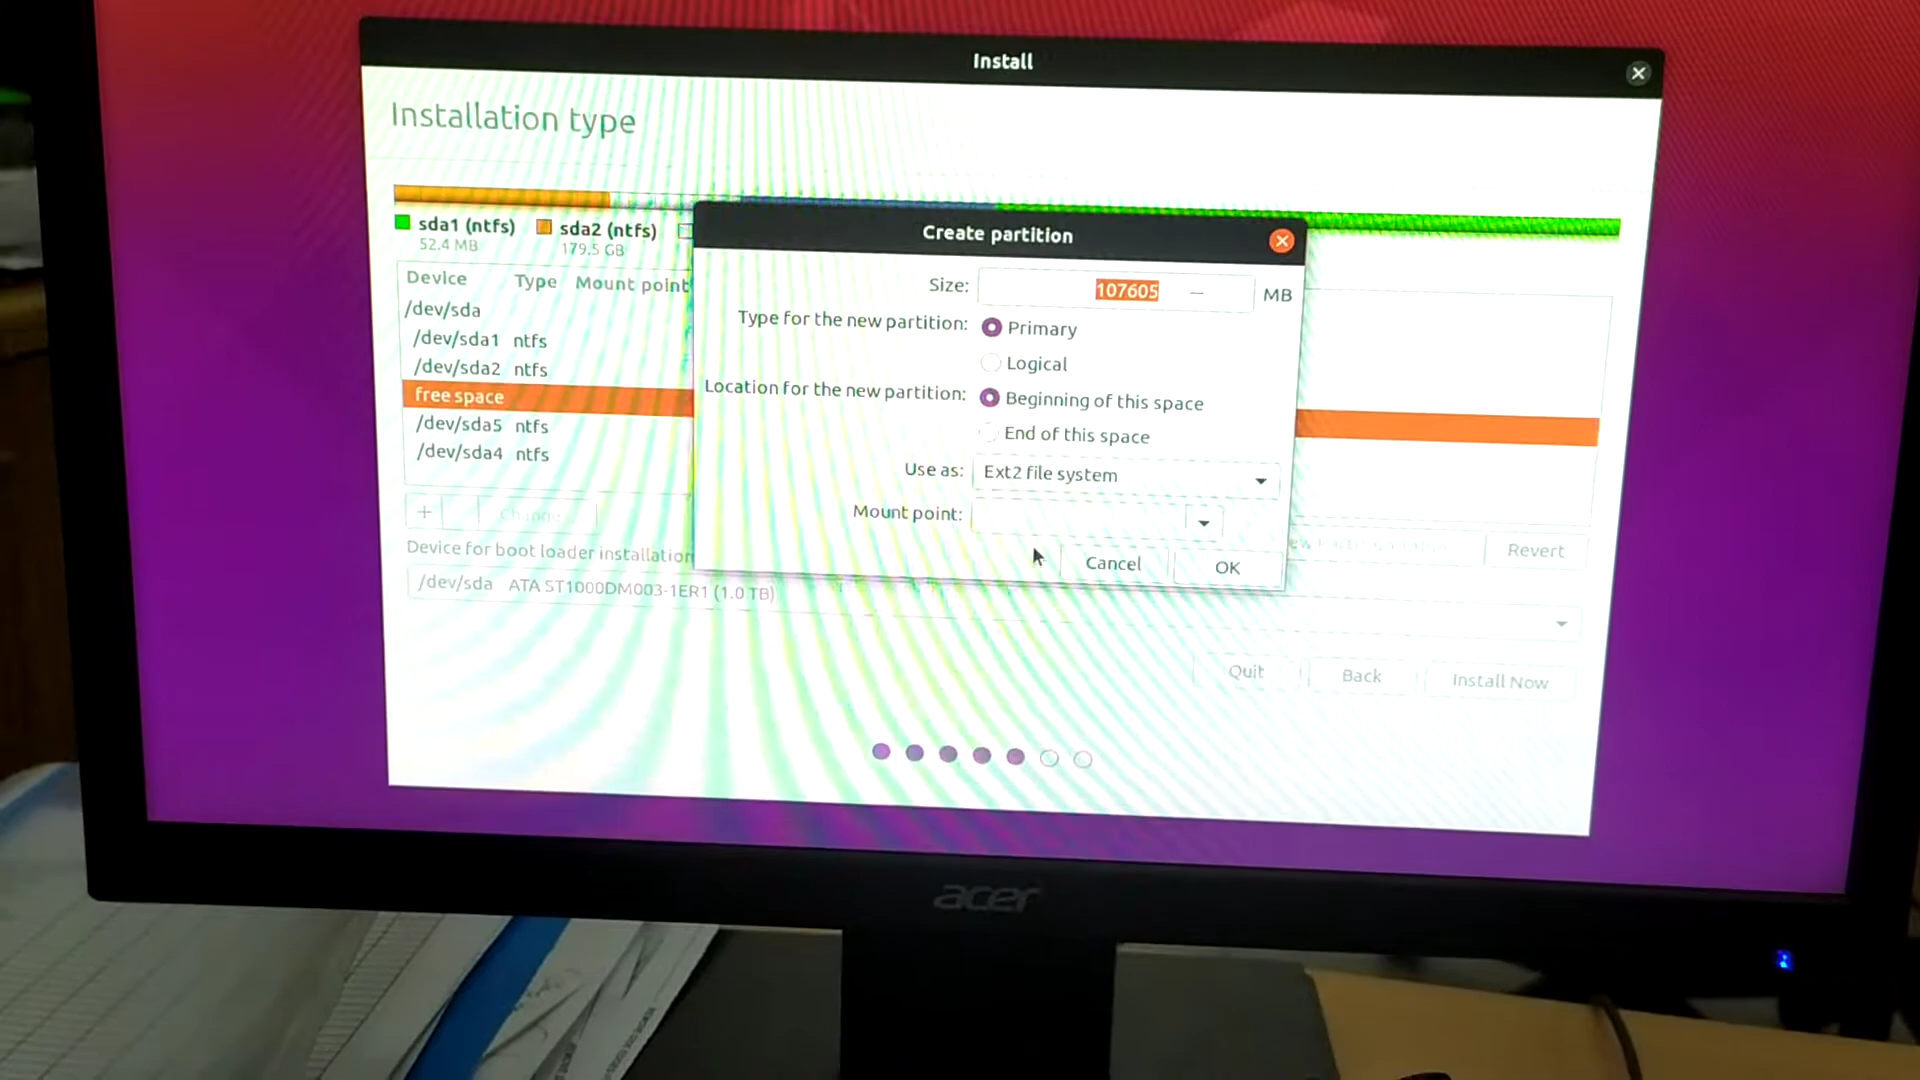 Install
Installation type
sda1 (ntfs)
52.4 MB
sda2 (ntfs)
179.5 GB
Device Type Mount point
/dev/sda
/dev/sda1 ntfs
/dev/sda2 ntfs
free space
/dev/sda5 ntfs
/dev/sda4 ntfs
+ Change...
Revert
Device for boot loader installation
/dev/sda ATA ST1000DM003-1ER1 (1.0 TB)
Quit Back Install Now
Create partition
Size: 107605 — MB
Type for the new partition: Primary
Logical
Location for the new partition: Beginning of this space
End of this space
Use as: Ext2 file system
Mount point:
Cancel OK
acer